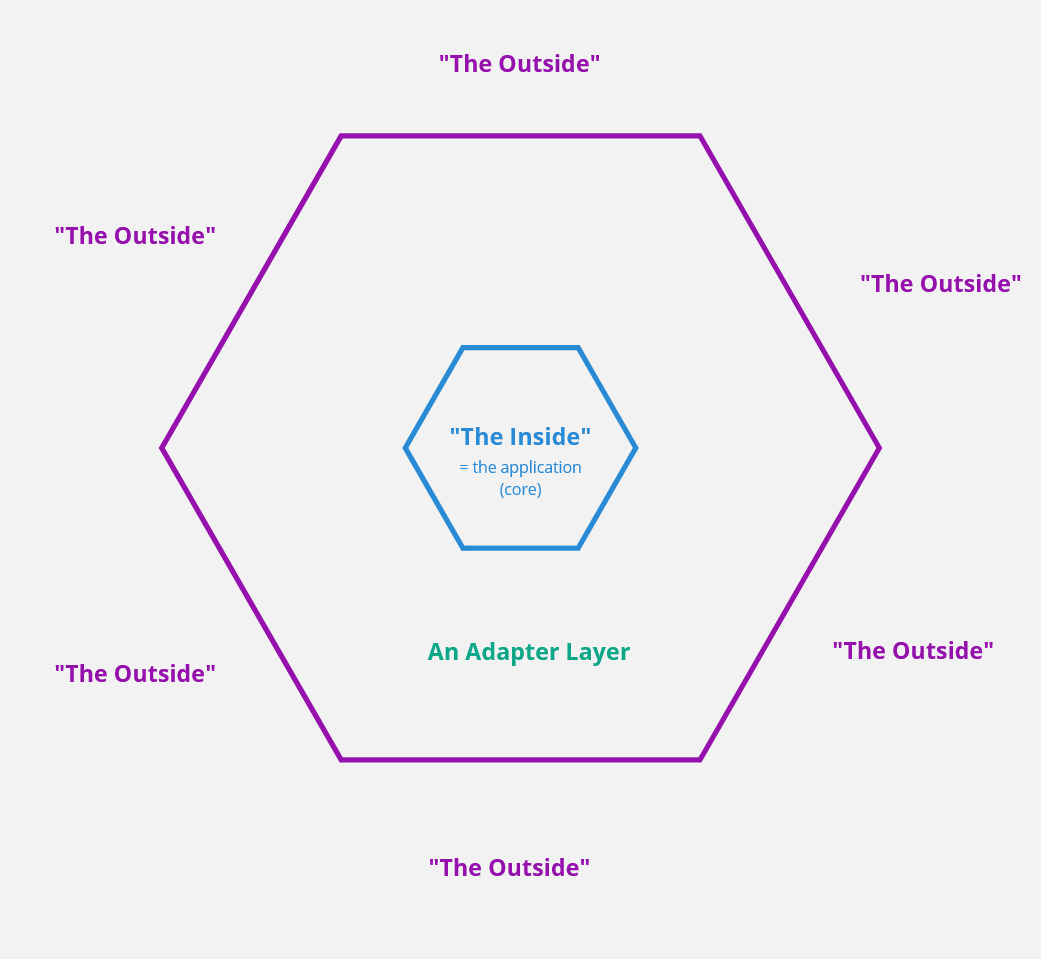 "The Outside"
"The Outside"
"The Outside"
"The Inside"
= the application
(core)
An Adapter Layer
"The Outside"
"The Outside"
"The Outside"